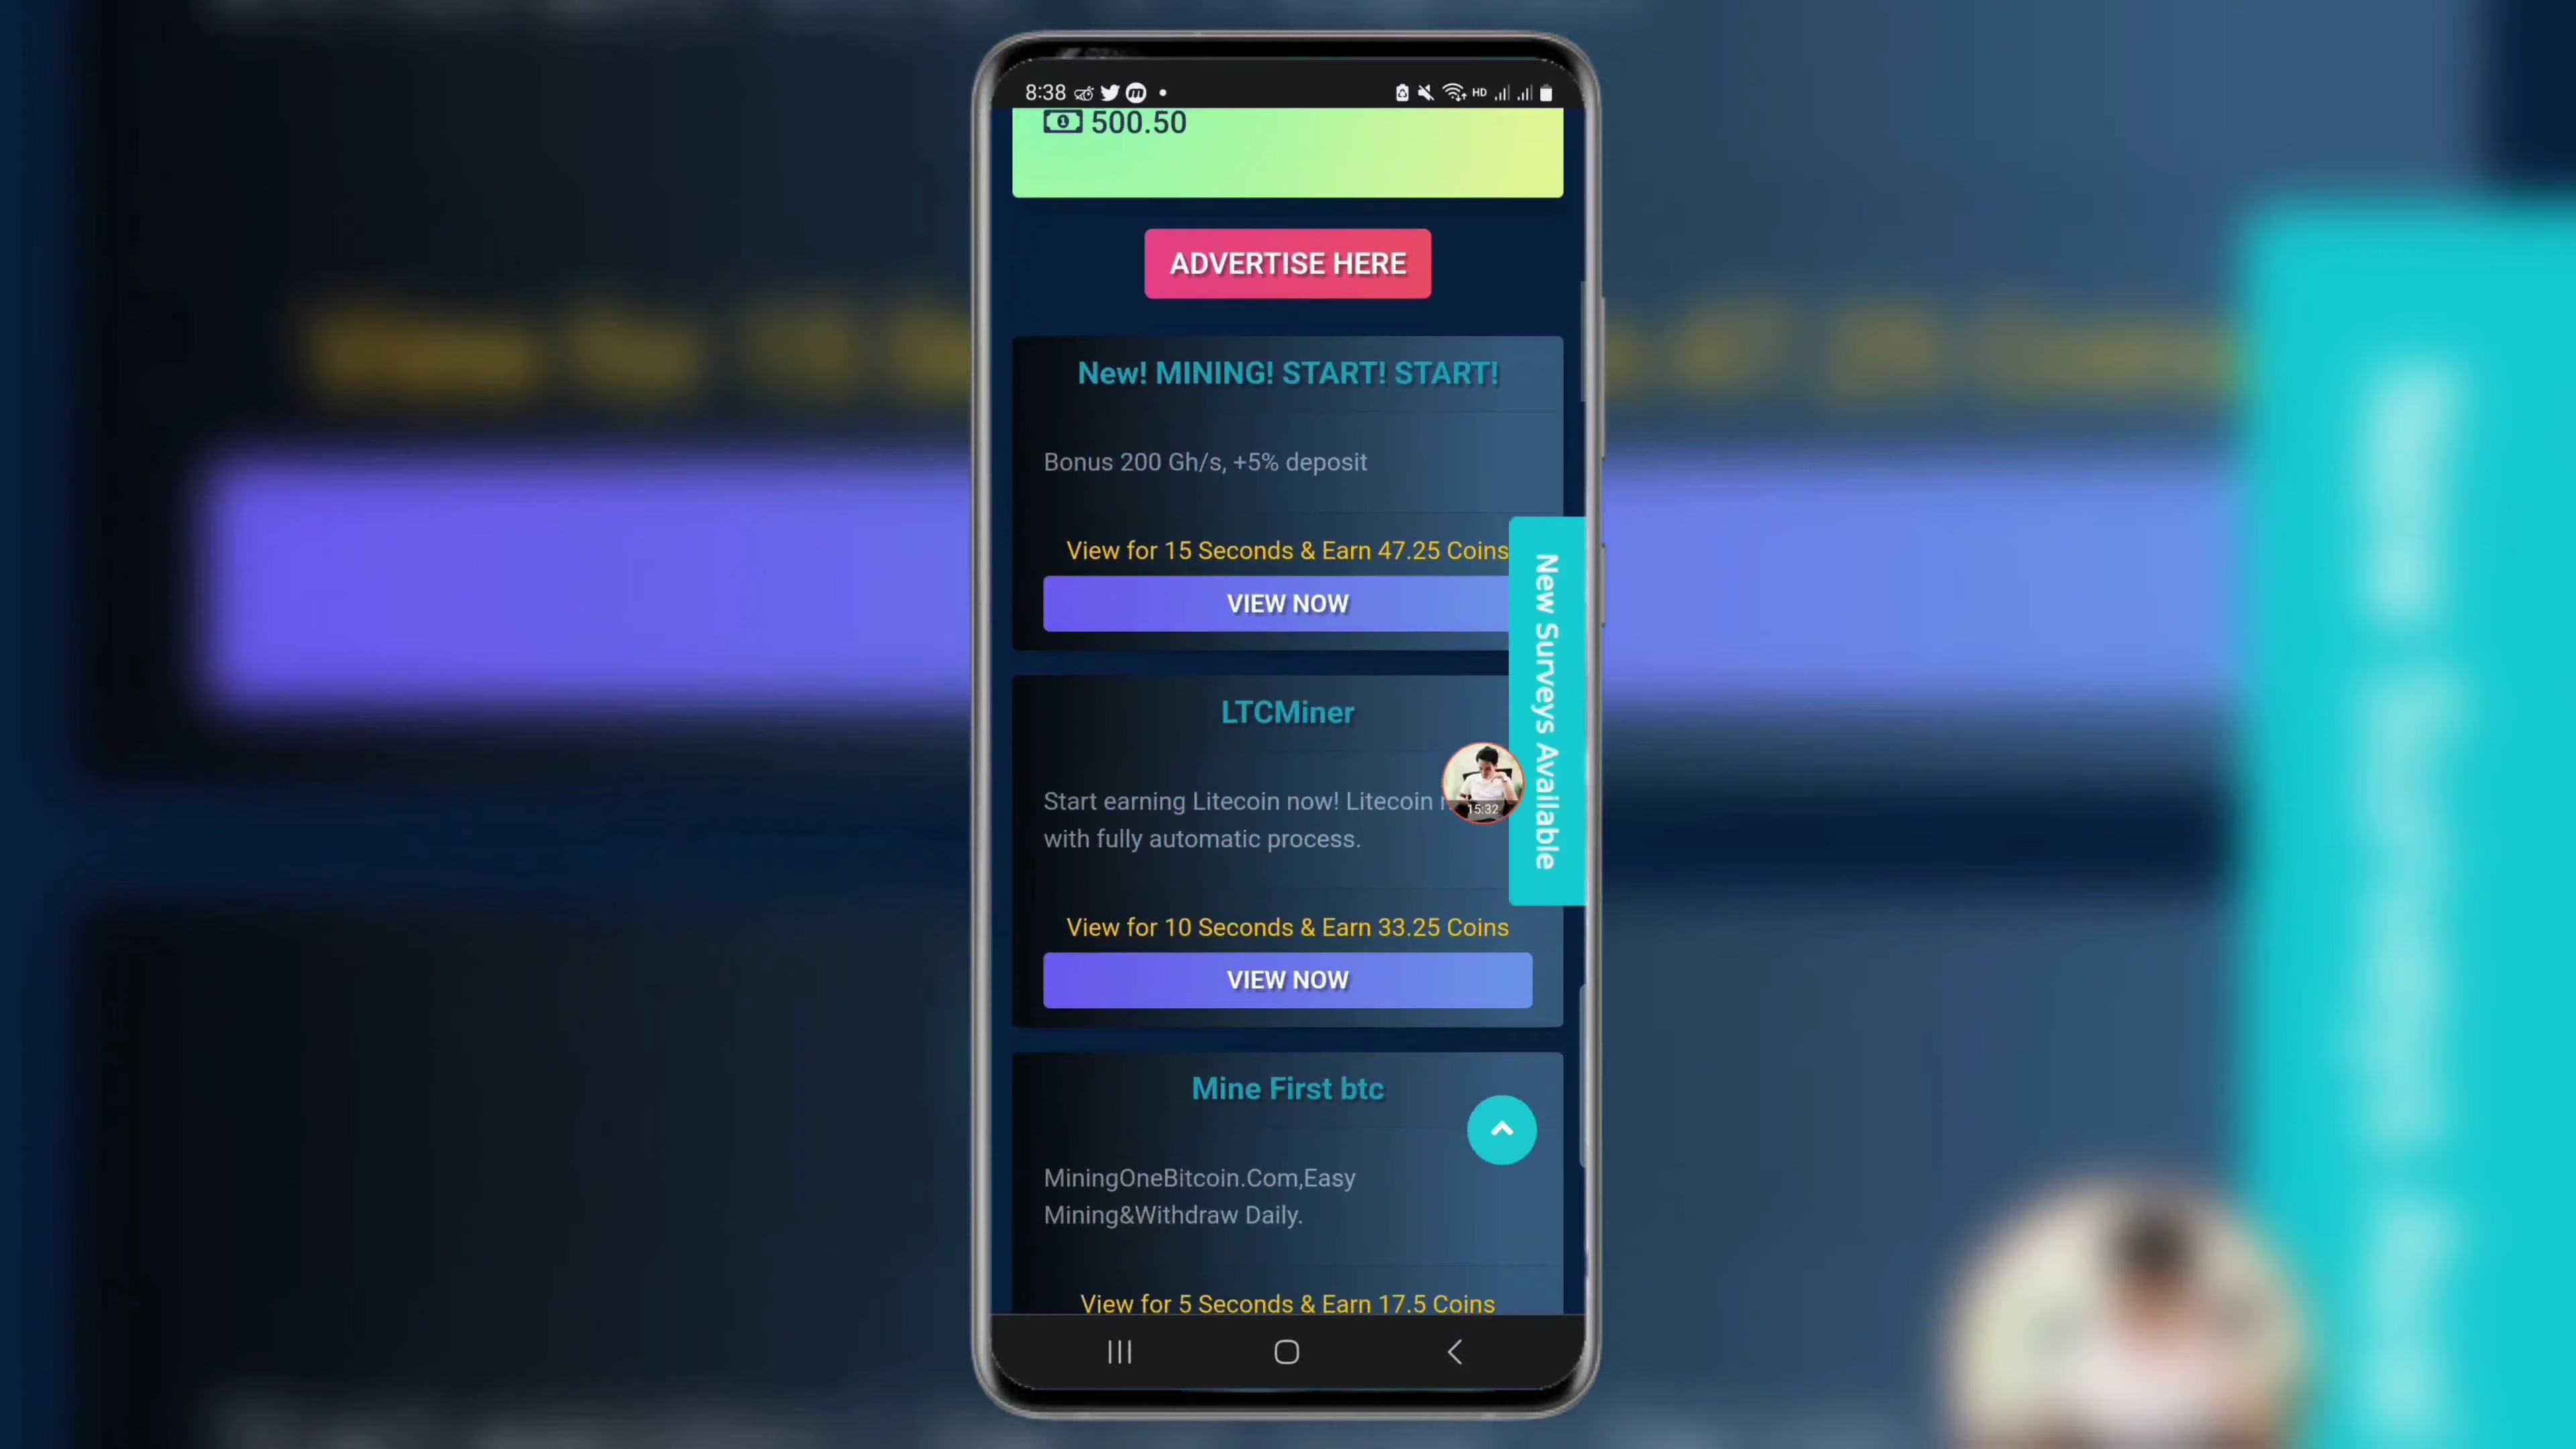 8:38
HD
500.50
ADVERTISE HERE
New! MINING! START! START!
Bonus 200 Gh/s, +5% deposit
View for 15 Seconds & Earn 47.25 Coins
VIEW NOW
New Surveys Available
LTCMiner
Start earning Litecoin now! Litecoin
15:32
with fully automatic process.
View for 10 Seconds & Earn 33.25 Coins
VIEW NOW
Mine First btc
MiningOneBitcoin.Com,Easy
Mining&Withdraw Daily.
View for 5 Seconds & Earn 17.5 Coins